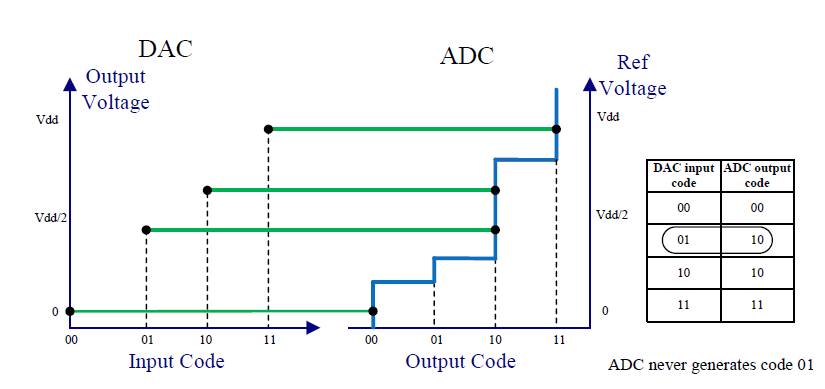 DAC
ADC
Output
Voltage
Ref
Voltage
Vdd
Vdd
Vdd/2
Vdd/2
0
0
00 01 10 11
00 01 10 11
Input Code
Output Code
DAC input code ADC output code
00 00
01 10
10 10
11 11
ADC never generates code 01